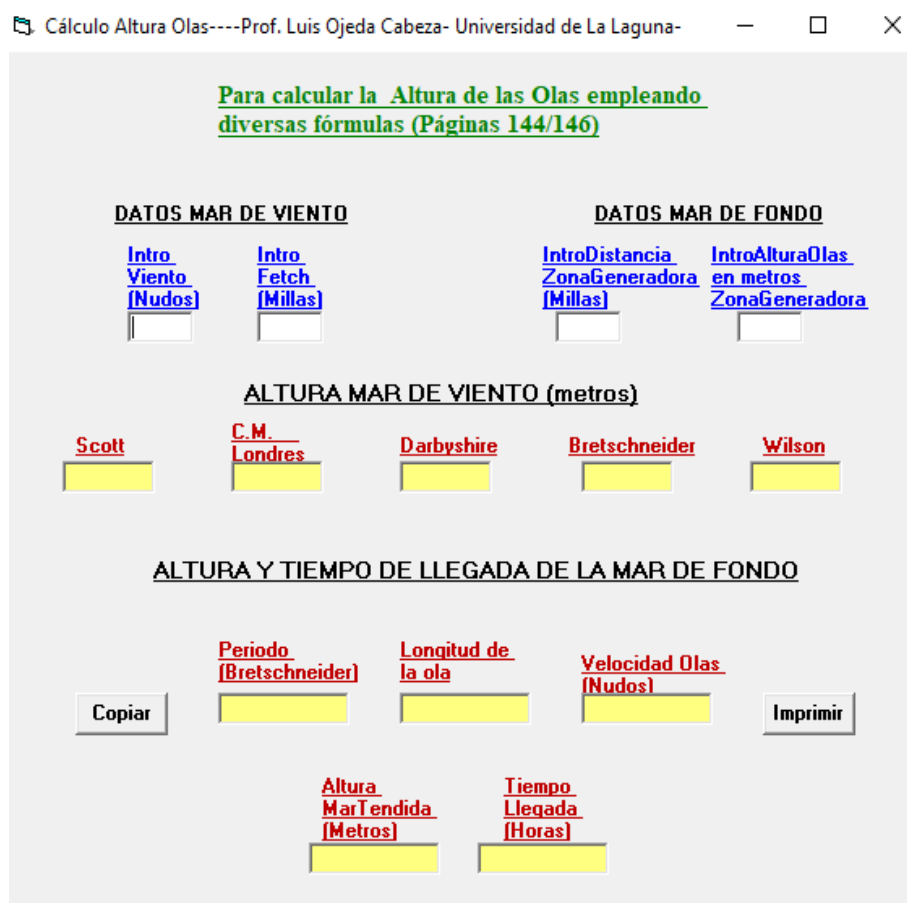 Cálculo Altura Olas----Prof. Luis Ojeda Cabeza- Universidad de La Laguna-
Para calcular la Altura de las Olas empleando
diversas fórmulas (Páginas 144/146)
DATOS MAR DE VIENTO
DATOS MAR DE FONDO
Intro
Viento
(Nudos)
Intro
Fetch
(Millas)
IntroDistancia
ZonaGeneradora
(Millas)
IntroAlturaOlas
en metros
ZonaGeneradora
ALTURA MAR DE VIENTO (metros)
Scott
C.M.
Londres
Darbyshire
Bretschneider
Wilson
ALTURA Y TIEMPO DE LLEGADA DE LA MAR DE FONDO
Copiar
Periodo
(Bretschneider)
Longitud de
la ola
Velocidad Olas
(Nudos)
Imprimir
Altura
MarTendida
(Metros)
Tiempo
Llegada
(Horas)